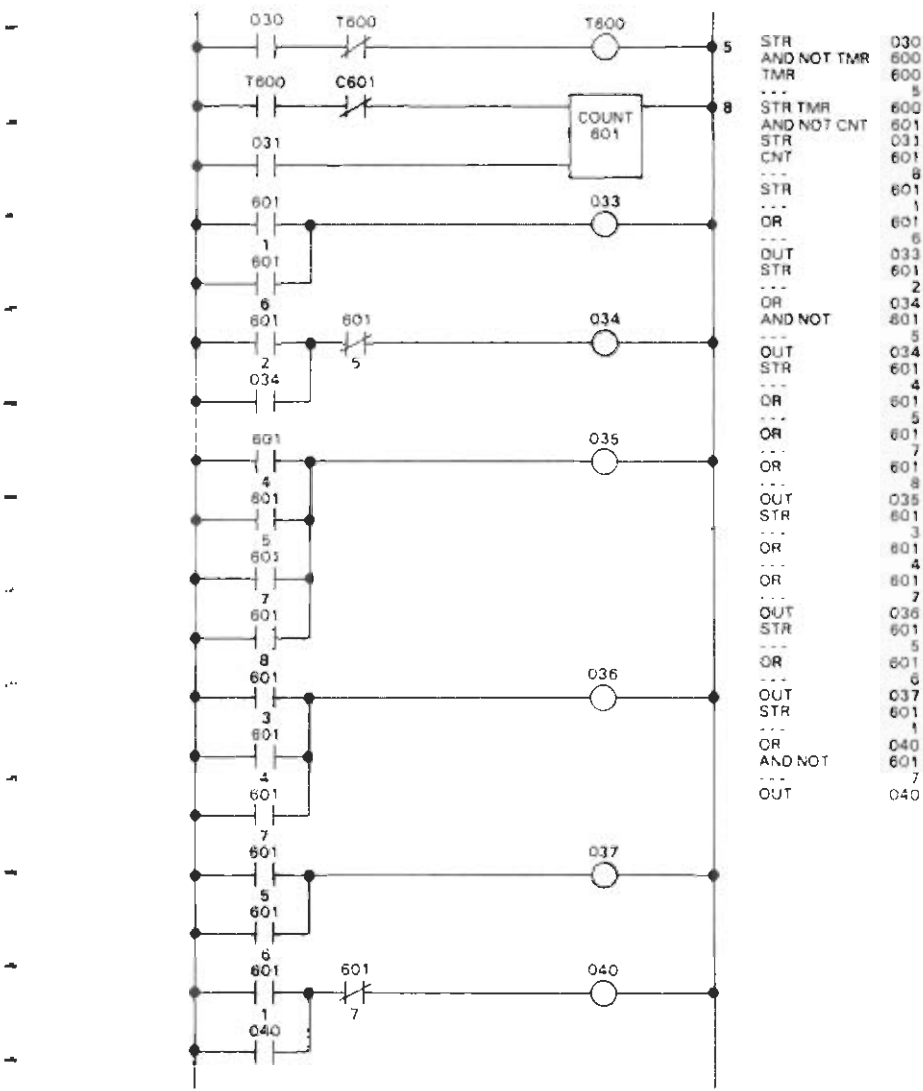 030 T600 T600
5
T600 C601
COUNT
601
8
031
601 033
1
601
6
601 601 034
2 5
034
601 035
4
601
5
601
7
601
8
601 036
3
601
4
601
7
601 037
5
601
6
601 601 040
1 7
040
STR 030
AND NOT TMR 600
TMR 600
--- 5
STR TMR 600
AND NOT CNT 601
STR 031
CNT 601
--- 8
STR 601
--- 1
OR 601
--- 6
OUT 033
STR 601
--- 2
OR 034
AND NOT 601
--- 5
OUT 034
STR 601
--- 4
OR 601
--- 5
OR 601
--- 7
OR 601
--- 8
OUT 035
STR 601
--- 3
OR 601
--- 4
OR 601
--- 7
OUT 036
STR 601
--- 5
OR 601
--- 6
OUT 037
STR 601
--- 1
OR 040
AND NOT 601
--- 7
OUT 040